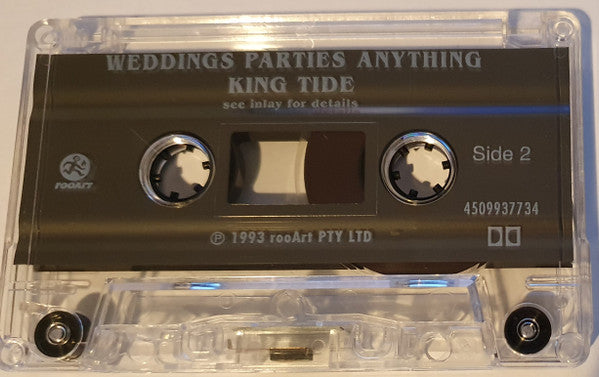 WEDDINGS PARTIES ANYTHING
KING TIDE
see inlay for details
Side 2
rooArt
4509937734
℗ 1993 rooArt PTY LTD